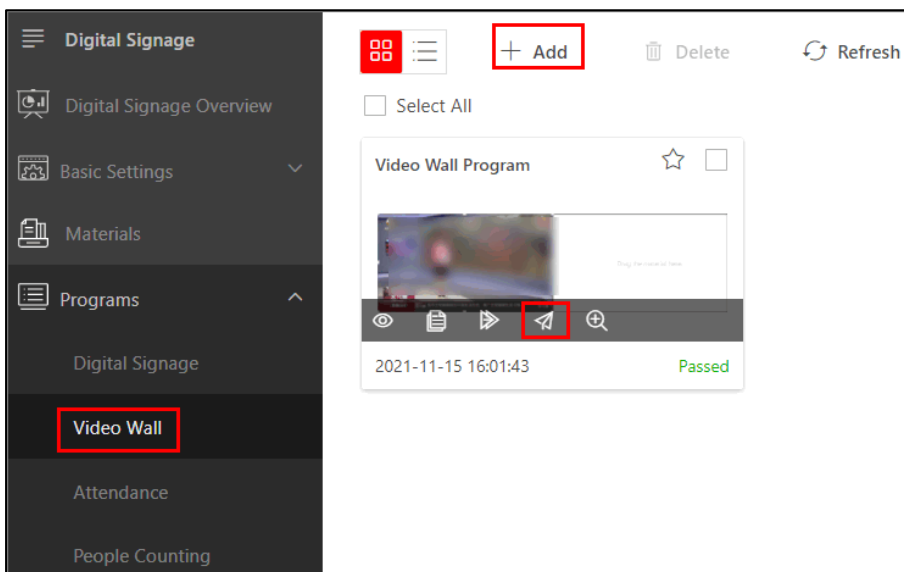 Digital Signage
Digital Signage Overview
Basic Settings
Materials
Programs
Digital Signage
Video Wall
Attendance
People Counting
Add
Delete
Refresh
Select All
Video Wall Program
2021-11-15 16:01:43
Passed